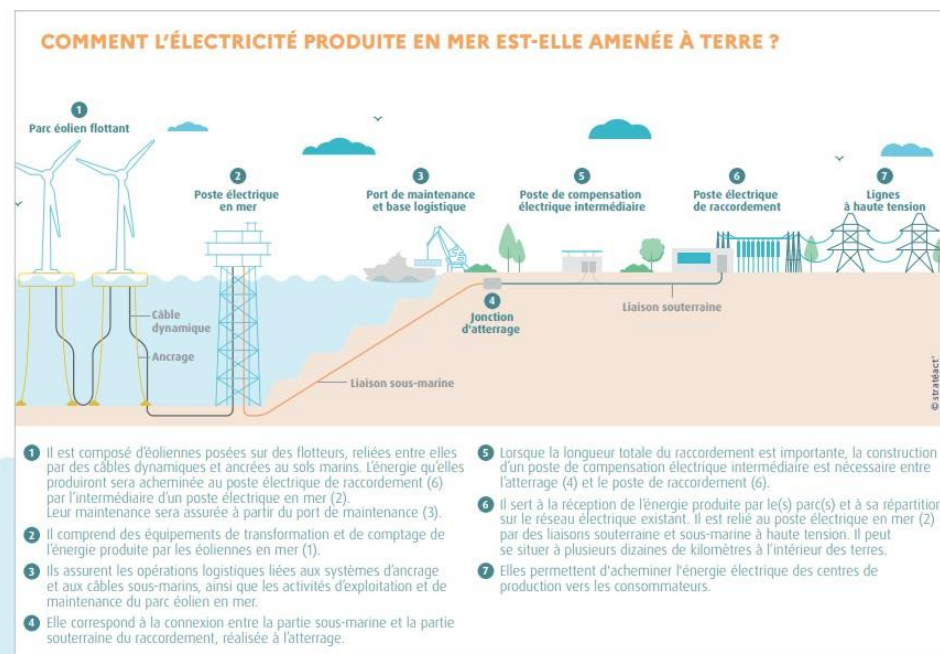 COMMENT L'ÉLECTRICITÉ PRODUITE EN MER EST-ELLE AMENÉE À TERRE ?
1
Parc éolien flottant
2
Poste électrique
en mer
3
Port de maintenance
et base logistique
5
Poste de compensation
électrique intermédiaire
6
Poste électrique
de raccordement
7
Lignes
à haute tension
Câble
dynamique
Ancrage
Liaison sous-marine
4
Jonction
d'atterrage
Liaison souterraine
© stratéact'
1 Il est composé d'éoliennes posées sur des flotteurs, reliées entre elles
par des câbles dynamiques et ancrées au sols marins. L'énergie qu'elles
produiront sera acheminée au poste électrique de raccordement (6)
par l'intermédiaire d'un poste électrique en mer (2).
Leur maintenance sera assurée à partir du port de maintenance (3).
2 Il comprend des équipements de transformation et de comptage de
l'énergie produite par les éoliennes en mer (1).
3 Ils assurent les opérations logistiques liées aux systèmes d'ancrage
et aux câbles sous-marins, ainsi que les activités d'exploitation et de
maintenance du parc éolien en mer.
4 Elle correspond à la connexion entre la partie sous-marine et la partie
souterraine du raccordement, réalisée à l'atterrage.
5 Lorsque la longueur totale du raccordement est importante, la construction
d'un poste de compensation électrique intermédiaire est nécessaire entre
l'atterrage (4) et le poste de raccordement (6).
6 Il sert à la réception de l'énergie produite par le(s) parc(s) et à sa répartition
sur le réseau électrique existant. Il est relié au poste électrique en mer (2)
par des liaisons souterraine et sous-marine à haute tension. Il peut
se situer à plusieurs dizaines de kilomètres à l'intérieur des terres.
7 Elles permettent d'acheminer l'énergie électrique des centres de
production vers les consommateurs.